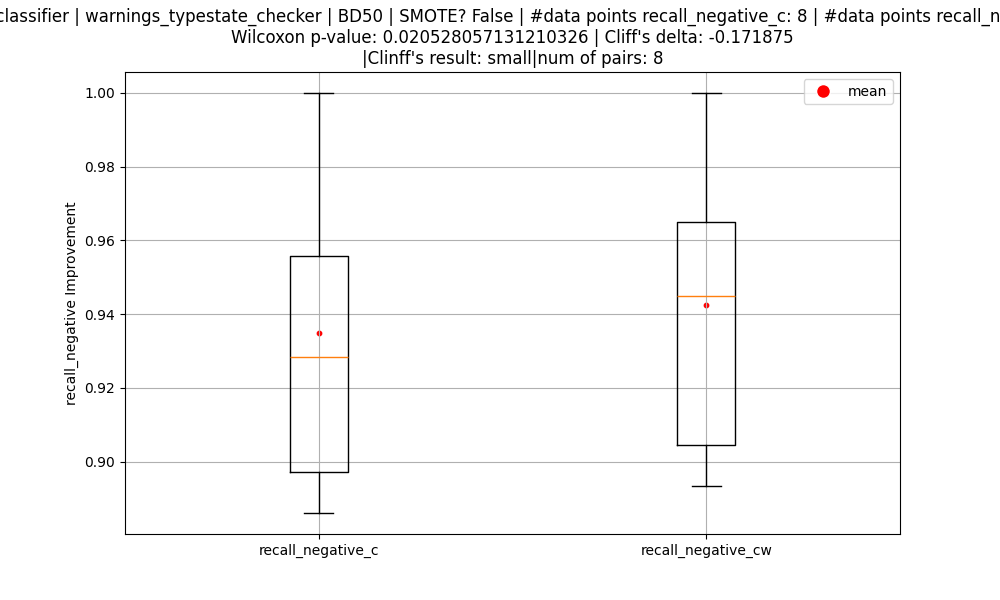 classifier | warnings_typestate_checker | BD50 | SMOTE? False | #data points recall_negative_c: 8 | #data points
Wilcoxon p-value: 0.020528057131210326 | Cliff's delta: -0.171875
|Clinff's result: small|num of pairs: 8
mean
1.00
0.98
0.96
0.94
0.92
0.90
recall_negative Improvement
recall_negative_c
recall_negative_cw